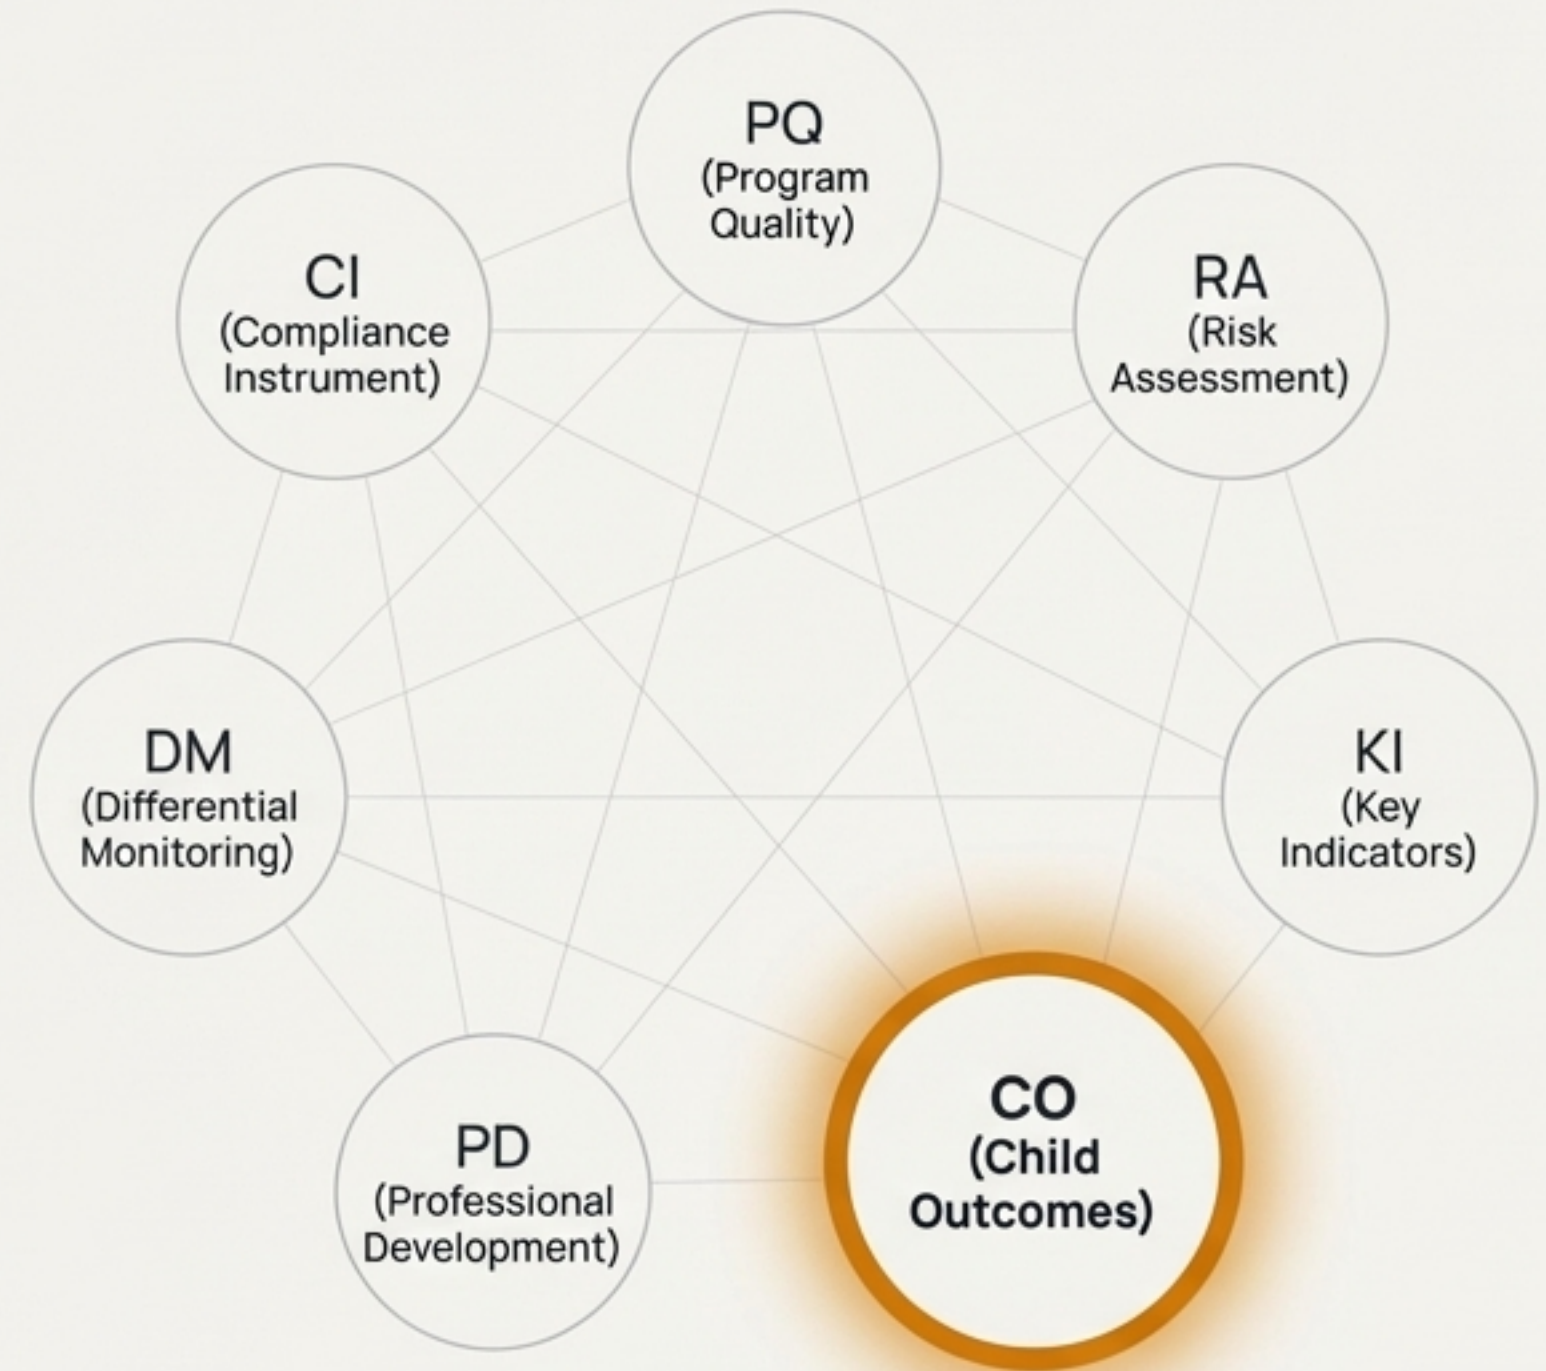 PQ
(Program
Quality)
CI
(Compliance
Instrument)
RA
(Risk
Assessment)
DM
(Differential
Monitoring)
KI
(Key
Indicators)
PD
(Professional
Development)
CO
(Child
Outcomes)